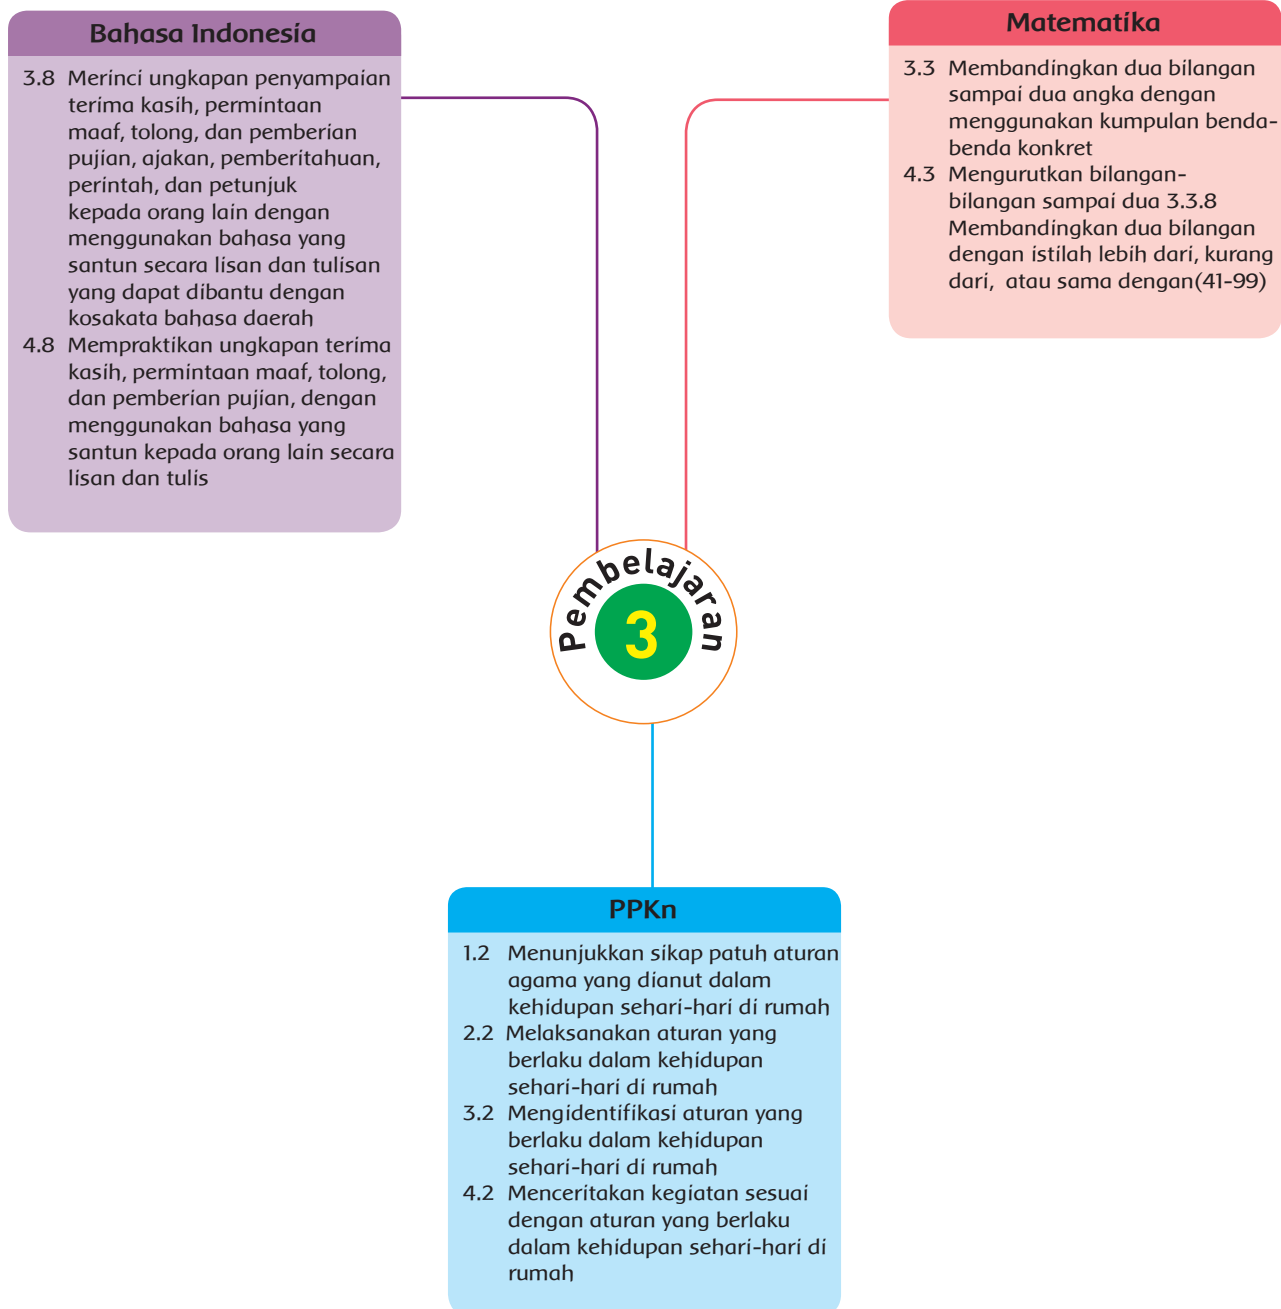 Bahasa Indonesia
3.8 Merinci ungkapan penyampaian
terima kasih, permintaan
maaf, tolong, dan pemberian
pujian, ajakan, pemberitahuan,
perintah, dan petunjuk
kepada orang lain dengan
menggunakan bahasa yang
santun secara lisan dan tulisan
yang dapat dibantu dengan
kosakata bahasa daerah
4.8 Mempraktikan ungkapan terima
kasih, permintaan maaf, tolong,
dan pemberian pujian, dengan
menggunakan bahasa yang
santun kepada orang lain secara
lisan dan tulis
Matematika
3.3 Membandingkan dua bilangan
sampai dua angka dengan
menggunakan kumpulan benda-
benda konkret
4.3 Mengurutkan bilangan-
bilangan sampai dua 3.3.8
Membandingkan dua bilangan
dengan istilah lebih dari, kurang
dari, atau sama dengan(41-99)
Pembelajaran
3
PPKn
1.2 Menunjukkan sikap patuh aturan
agama yang dianut dalam
kehidupan sehari-hari di rumah
2.2 Melaksanakan aturan yang
berlaku dalam kehidupan
sehari-hari di rumah
3.2 Mengidentifikasi aturan yang
berlaku dalam kehidupan
sehari-hari di rumah
4.2 Menceritakan kegiatan sesuai
dengan aturan yang berlaku
dalam kehidupan sehari-hari di
rumah